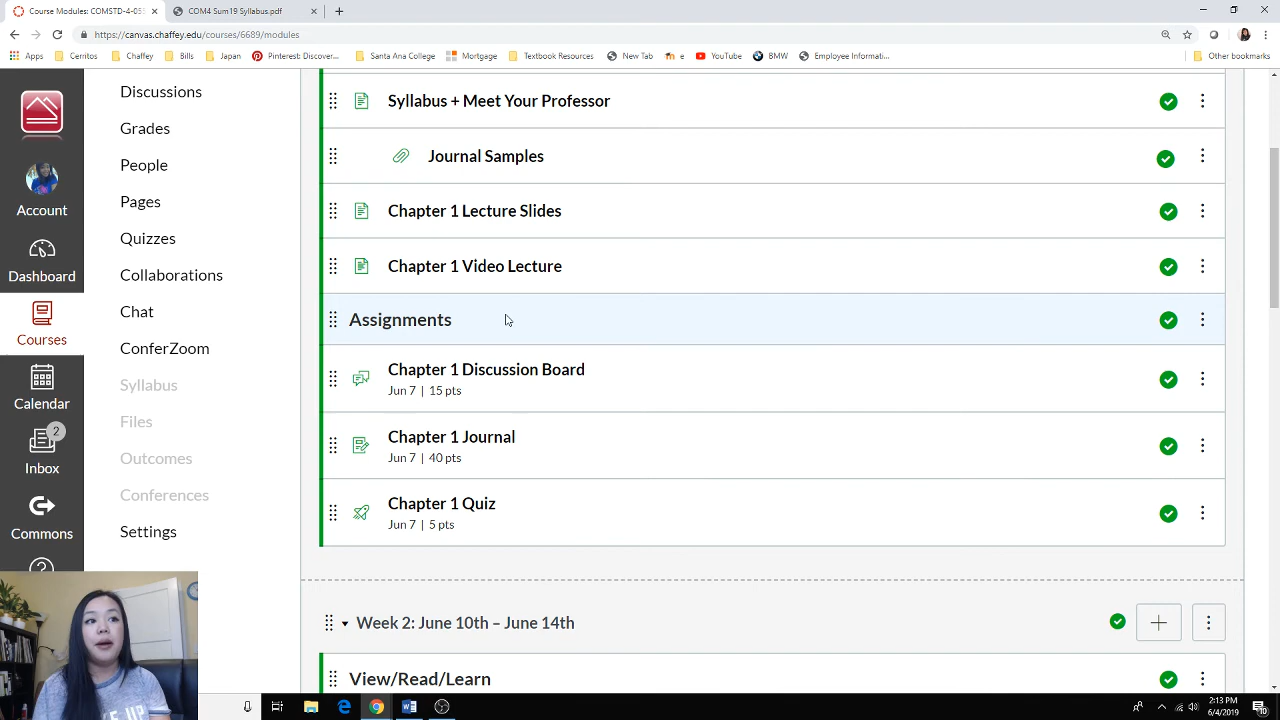 Course Modules: COMSTD-4-055
COM4 Sum19 Syllabus.pdf
https://canvas.chaffey.edu/courses/6689/modules
Apps Cerritos Chaffey Bills Japan Pinterest: Discover... Santa Ana College Mortgage Textbook Resources New Tab e YouTube BMW Employee Informati... Other bookmarks
Account
Dashboard
Courses
Calendar
2
Inbox
Commons
Discussions
Grades
People
Pages
Quizzes
Collaborations
Chat
ConferZoom
Syllabus
Files
Outcomes
Conferences
Settings
Syllabus + Meet Your Professor
Journal Samples
Chapter 1 Lecture Slides
Chapter 1 Video Lecture
Assignments
Chapter 1 Discussion Board
Jun 7 | 15 pts
Chapter 1 Journal
Jun 7 | 40 pts
Chapter 1 Quiz
Jun 7 | 5 pts
Week 2: June 10th – June 14th
View/Read/Learn
2:13 PM
6/4/2019